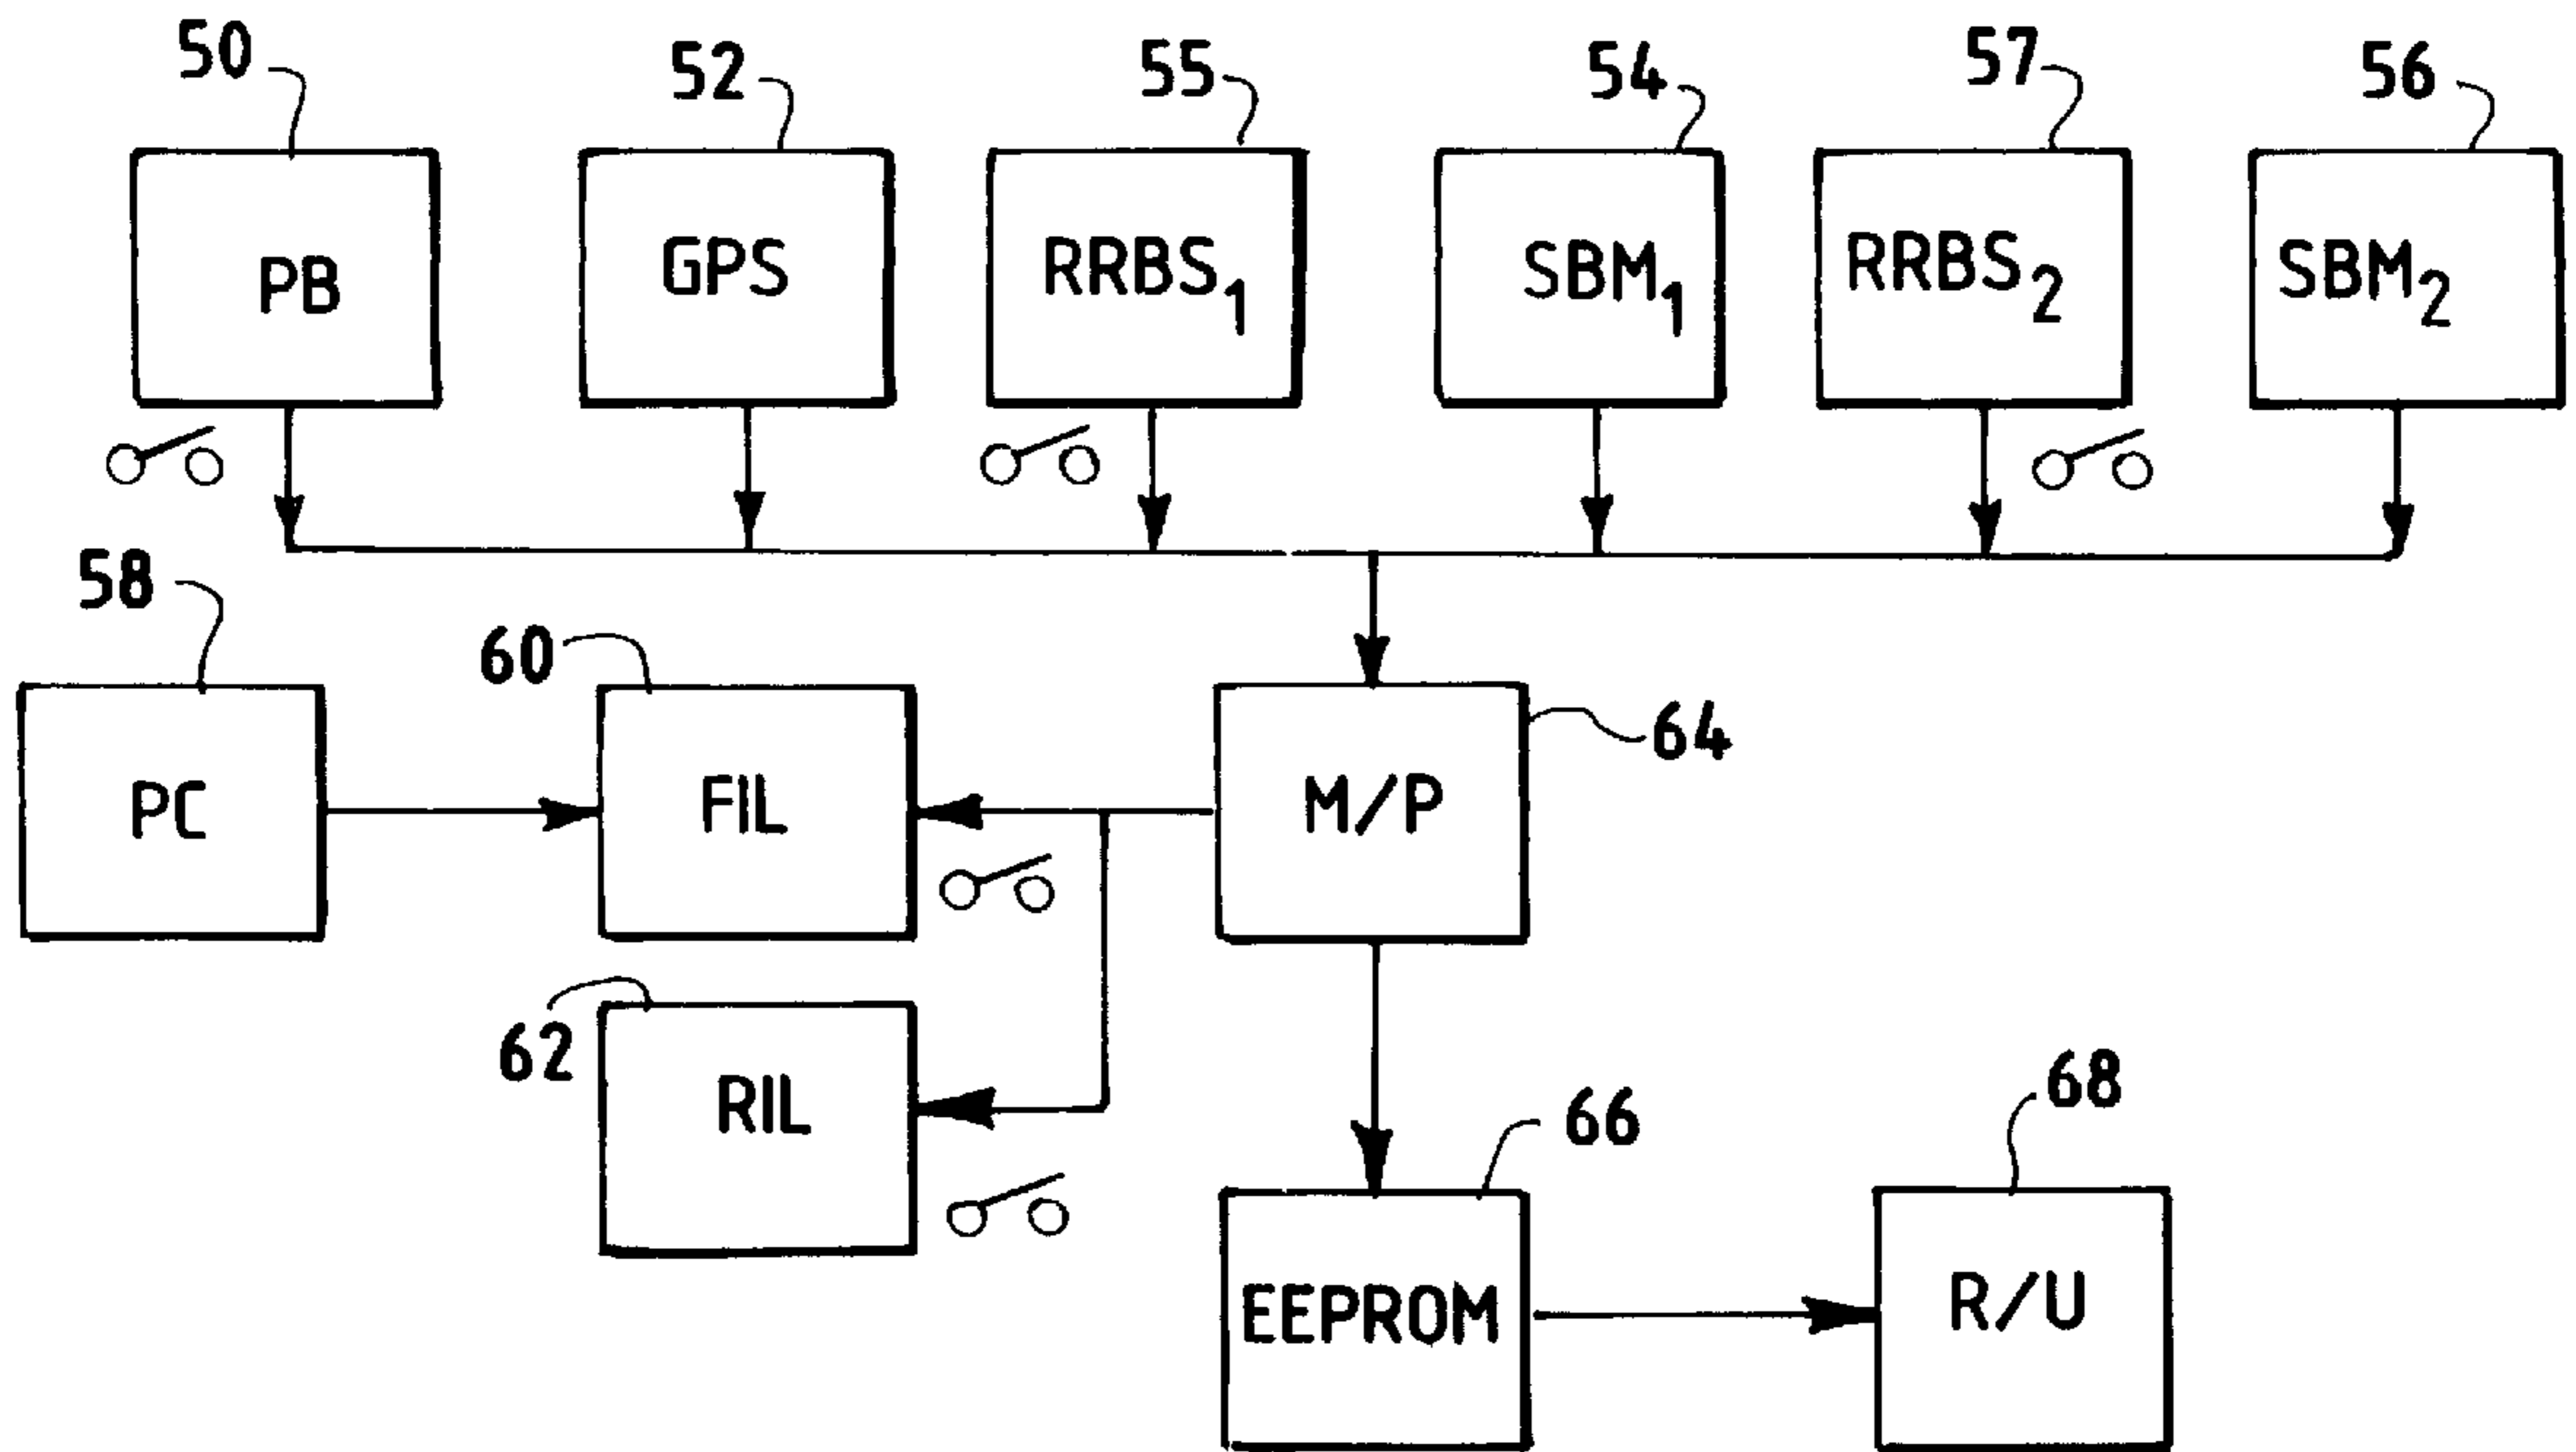 50 52 55 54 57 56
PB GPS RRBS1 SBM1 RRBS2 SBM2
58 60 64
PC FIL M/P
62 RIL
66 68
EEPROM R/U